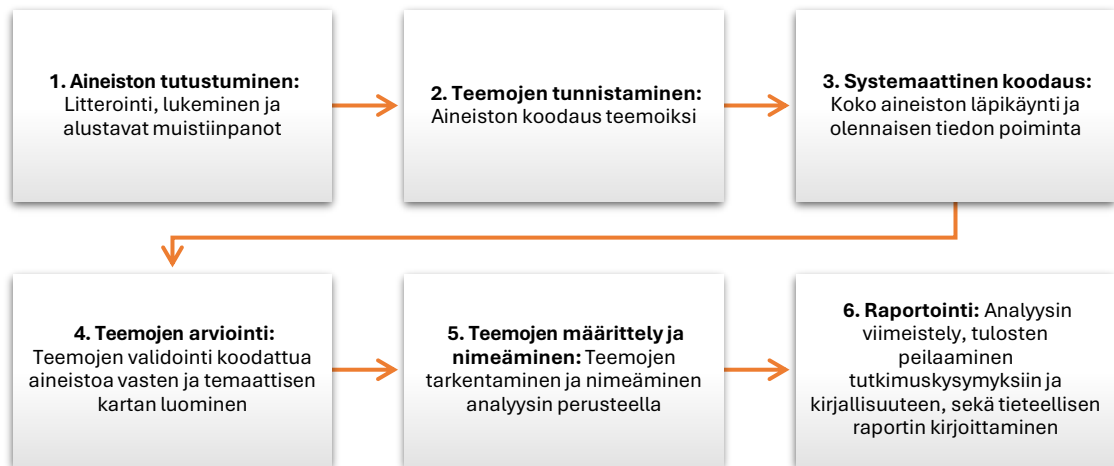 1. Aineiston tutustuminen:
Litterointi, lukeminen ja
alustavat muistiinpanot
2. Teemojen tunnistaminen:
Aineiston koodaus teemoiksi
3. Systemaattinen koodaus:
Koko aineiston läpikäynti ja
olennaisen tiedon poiminta
4. Teemojen arviointi:
Teemojen validointi koodattua
aineistoa vasten ja temaattisen
kartan luominen
5. Teemojen määrittely ja
nimeäminen: Teemojen
tarkentaminen ja nimeäminen
analyysin perusteella
6. Raportointi: Analyysin
viimeistely, tulosten
peilaaminen
tutkimuskysymyksiin ja
kirjallisuuteen, sekä tieteellisen
raportin kirjoittaminen